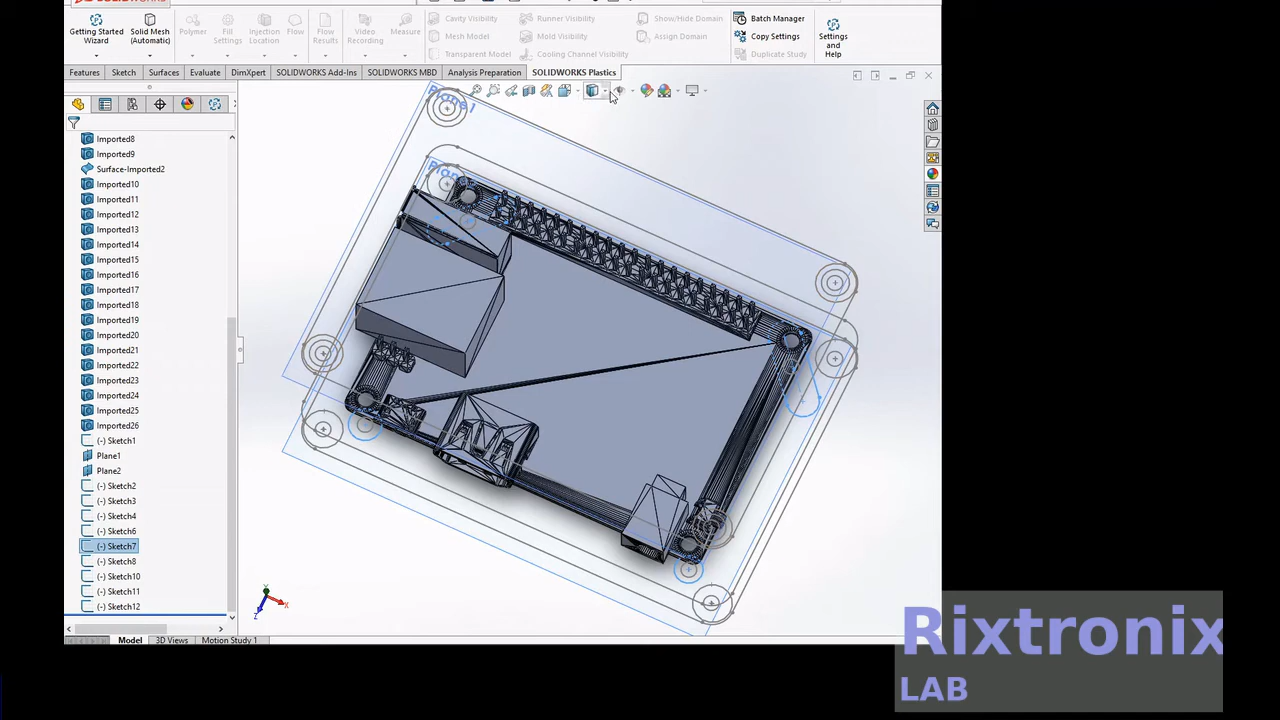 SOLIDWORKS
Cavity Visibility
Runner Visibility
Show/Hide Domain
Batch Manager
Getting Started Wizard
Solid Mesh (Automatic)
Polymer
Fill Settings
Injection Location
Flow
Flow Results
Video Recording
Measure
Mesh Model
Mold Visibility
Assign Domain
Copy Settings
Settings and Help
Transparent Model
Cooling Channel Visibility
Duplicate Study
Features
Sketch
Surfaces
Evaluate
DimXpert
SOLIDWORKS Add-Ins
SOLIDWORKS MBD
Analysis Preparation
SOLIDWORKS Plastics
Plane1
Imported8
Imported9
Surface-Imported2
Imported10
Imported11
Imported12
Imported13
Imported14
Imported15
Imported16
Imported17
Imported18
Imported19
Imported20
Imported21
Imported22
Imported23
Imported24
Imported25
Imported26
(-) Sketch1
Plane1
Plane2
(-) Sketch2
(-) Sketch3
(-) Sketch4
(-) Sketch6
(-) Sketch7
(-) Sketch8
(-) Sketch10
(-) Sketch11
(-) Sketch12
Y
X
Z
Model
3D Views
Motion Study 1
Rixtronix
LAB